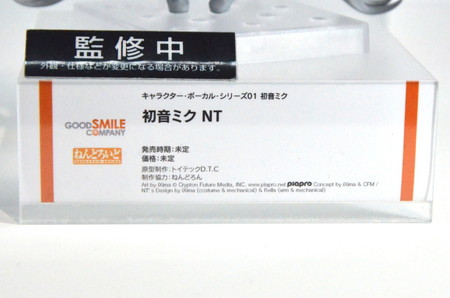 監修中
外観・仕様などが変更になる場合があります。
キャラクター・ボーカル・シリーズ01 初音ミク
GOOD SMILE
COMPANY
初音ミク NT
ねんどろいど
発売時期：未定
価格：未定
原型制作：トイテックD.T.C
制作協力：ねんどろん
Art by iXima © Crypton Future Media, INC. www.piapro.net piapro Concept by iXima & CFM /
NT' s Design by iXima (costume & mechanical) & Rella (arm & mechanical)